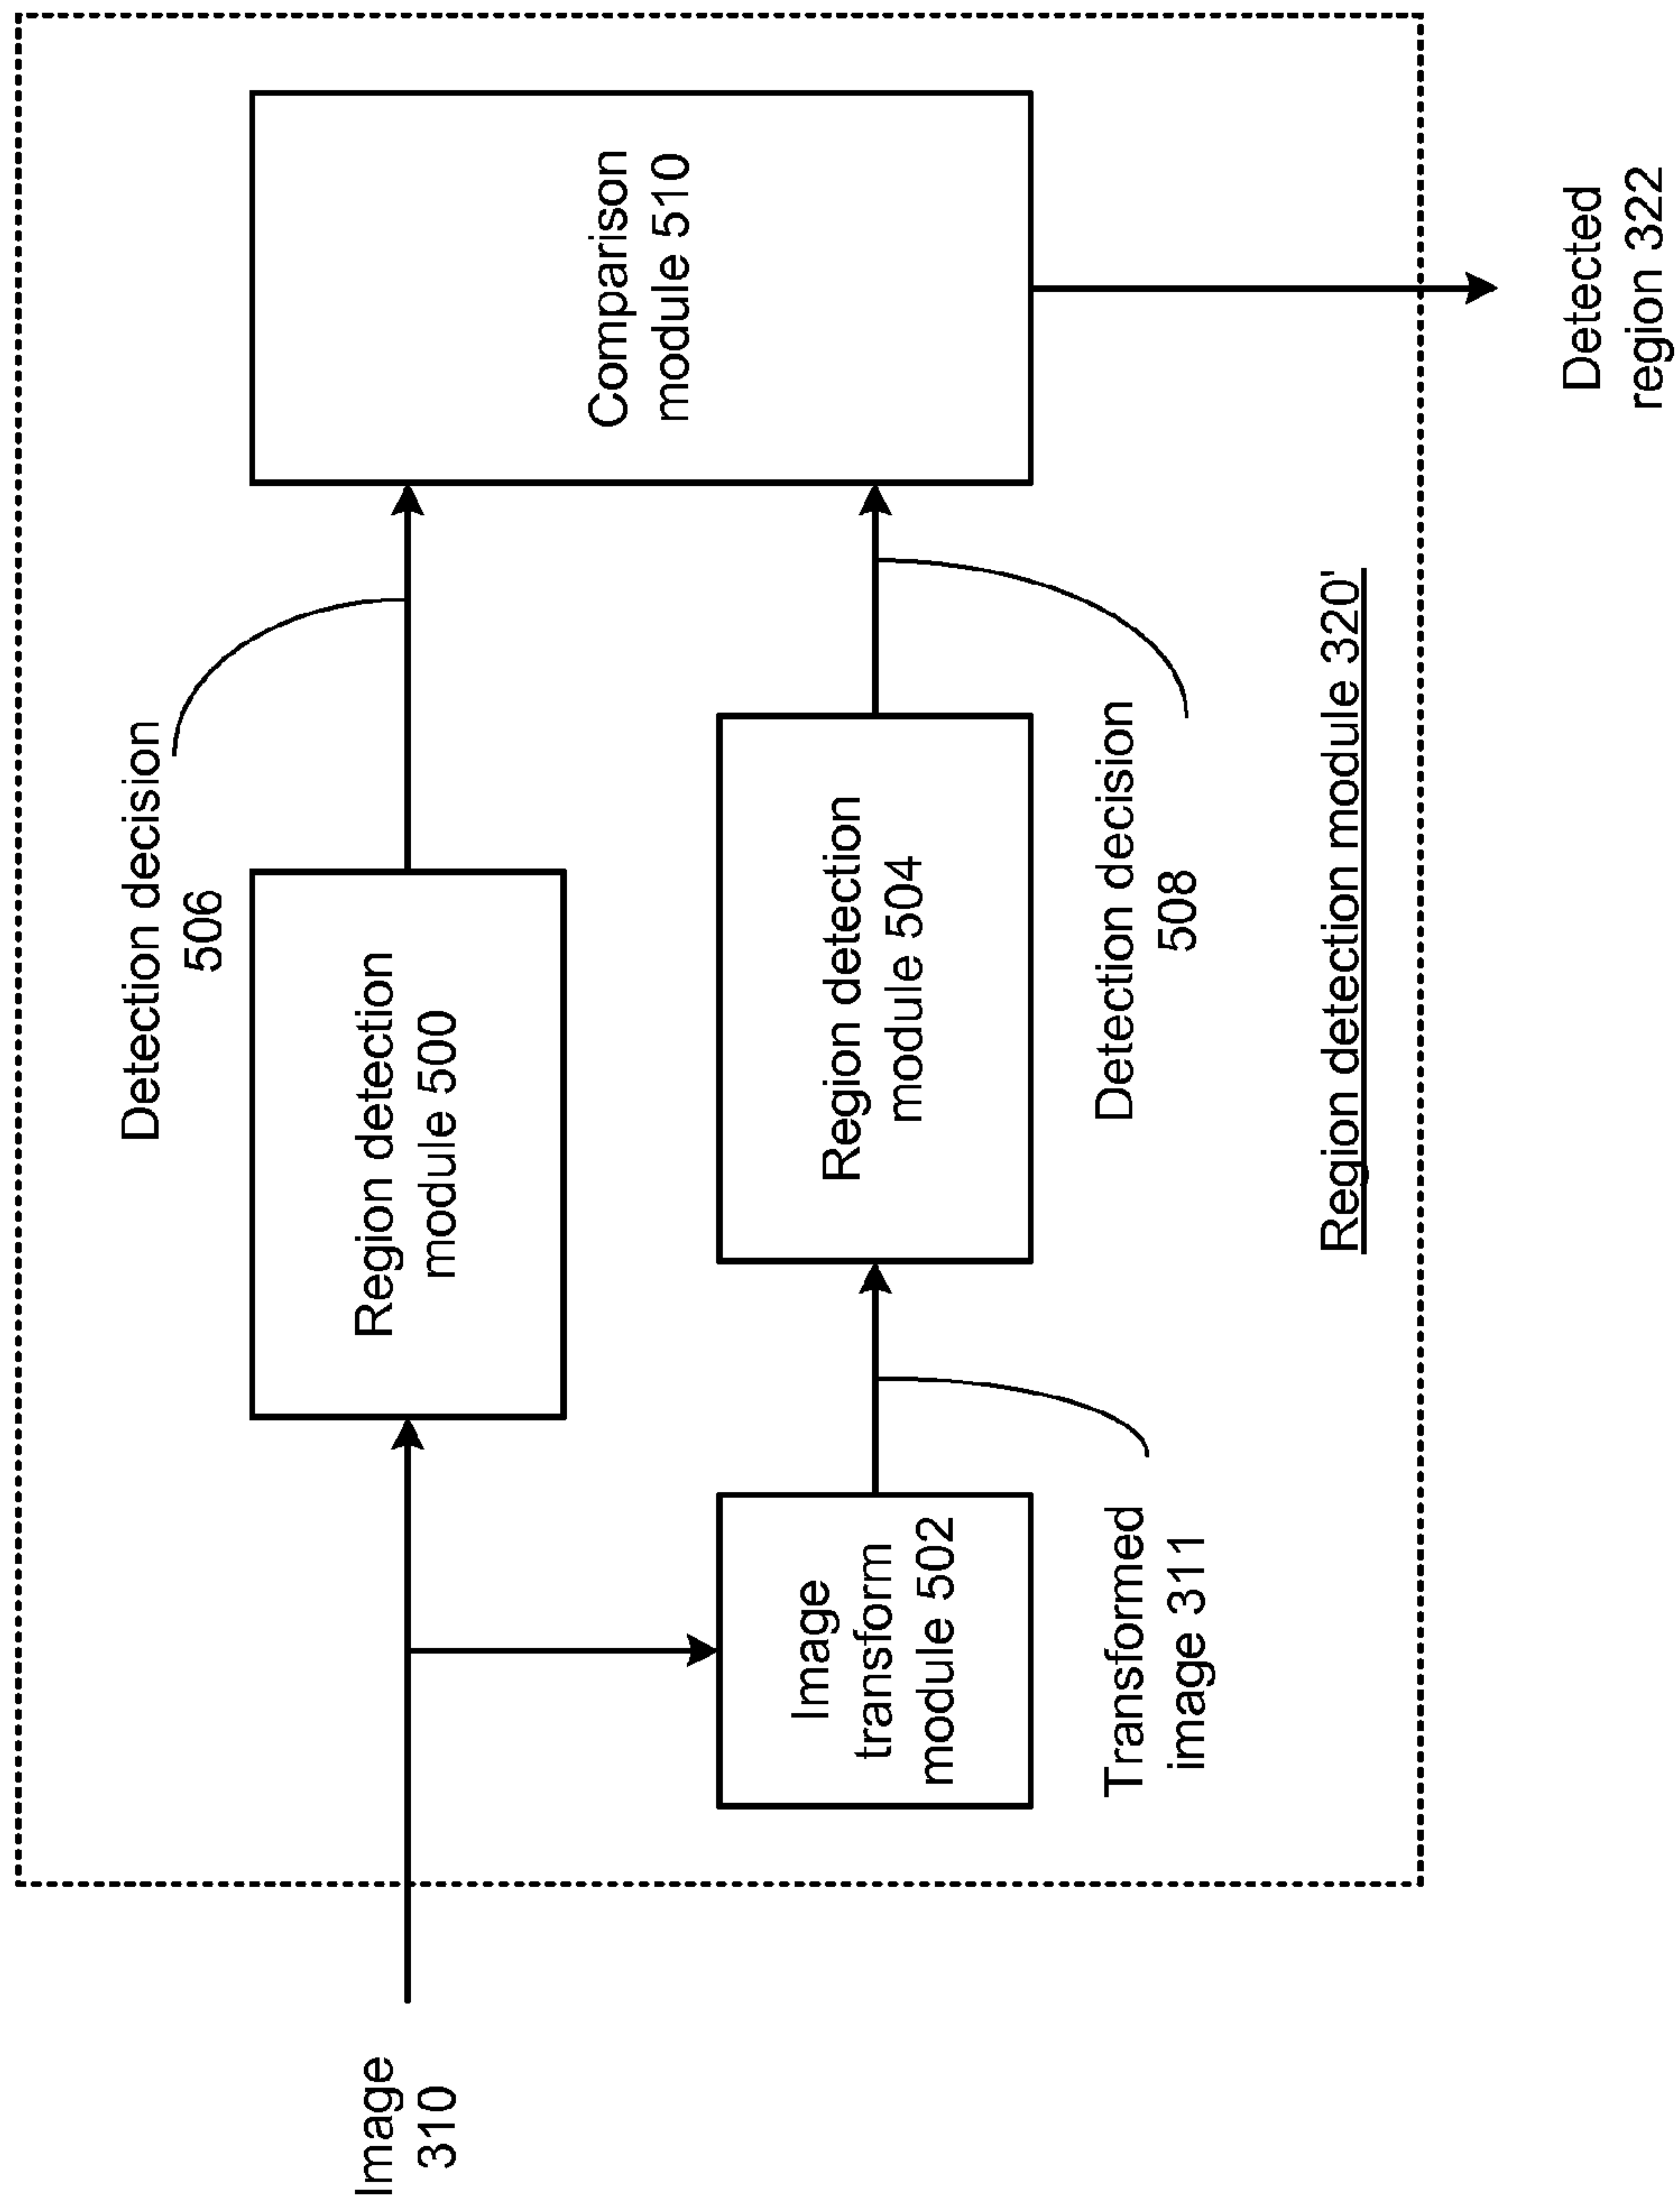 Image
310
Detection decision
506
Region detection
module 500
Comparison
module 510
Image
transform
module 502
Region detection
module 504
Transformed
image 311
Detection decision
508
Region detection module 320'
Detected
region 322